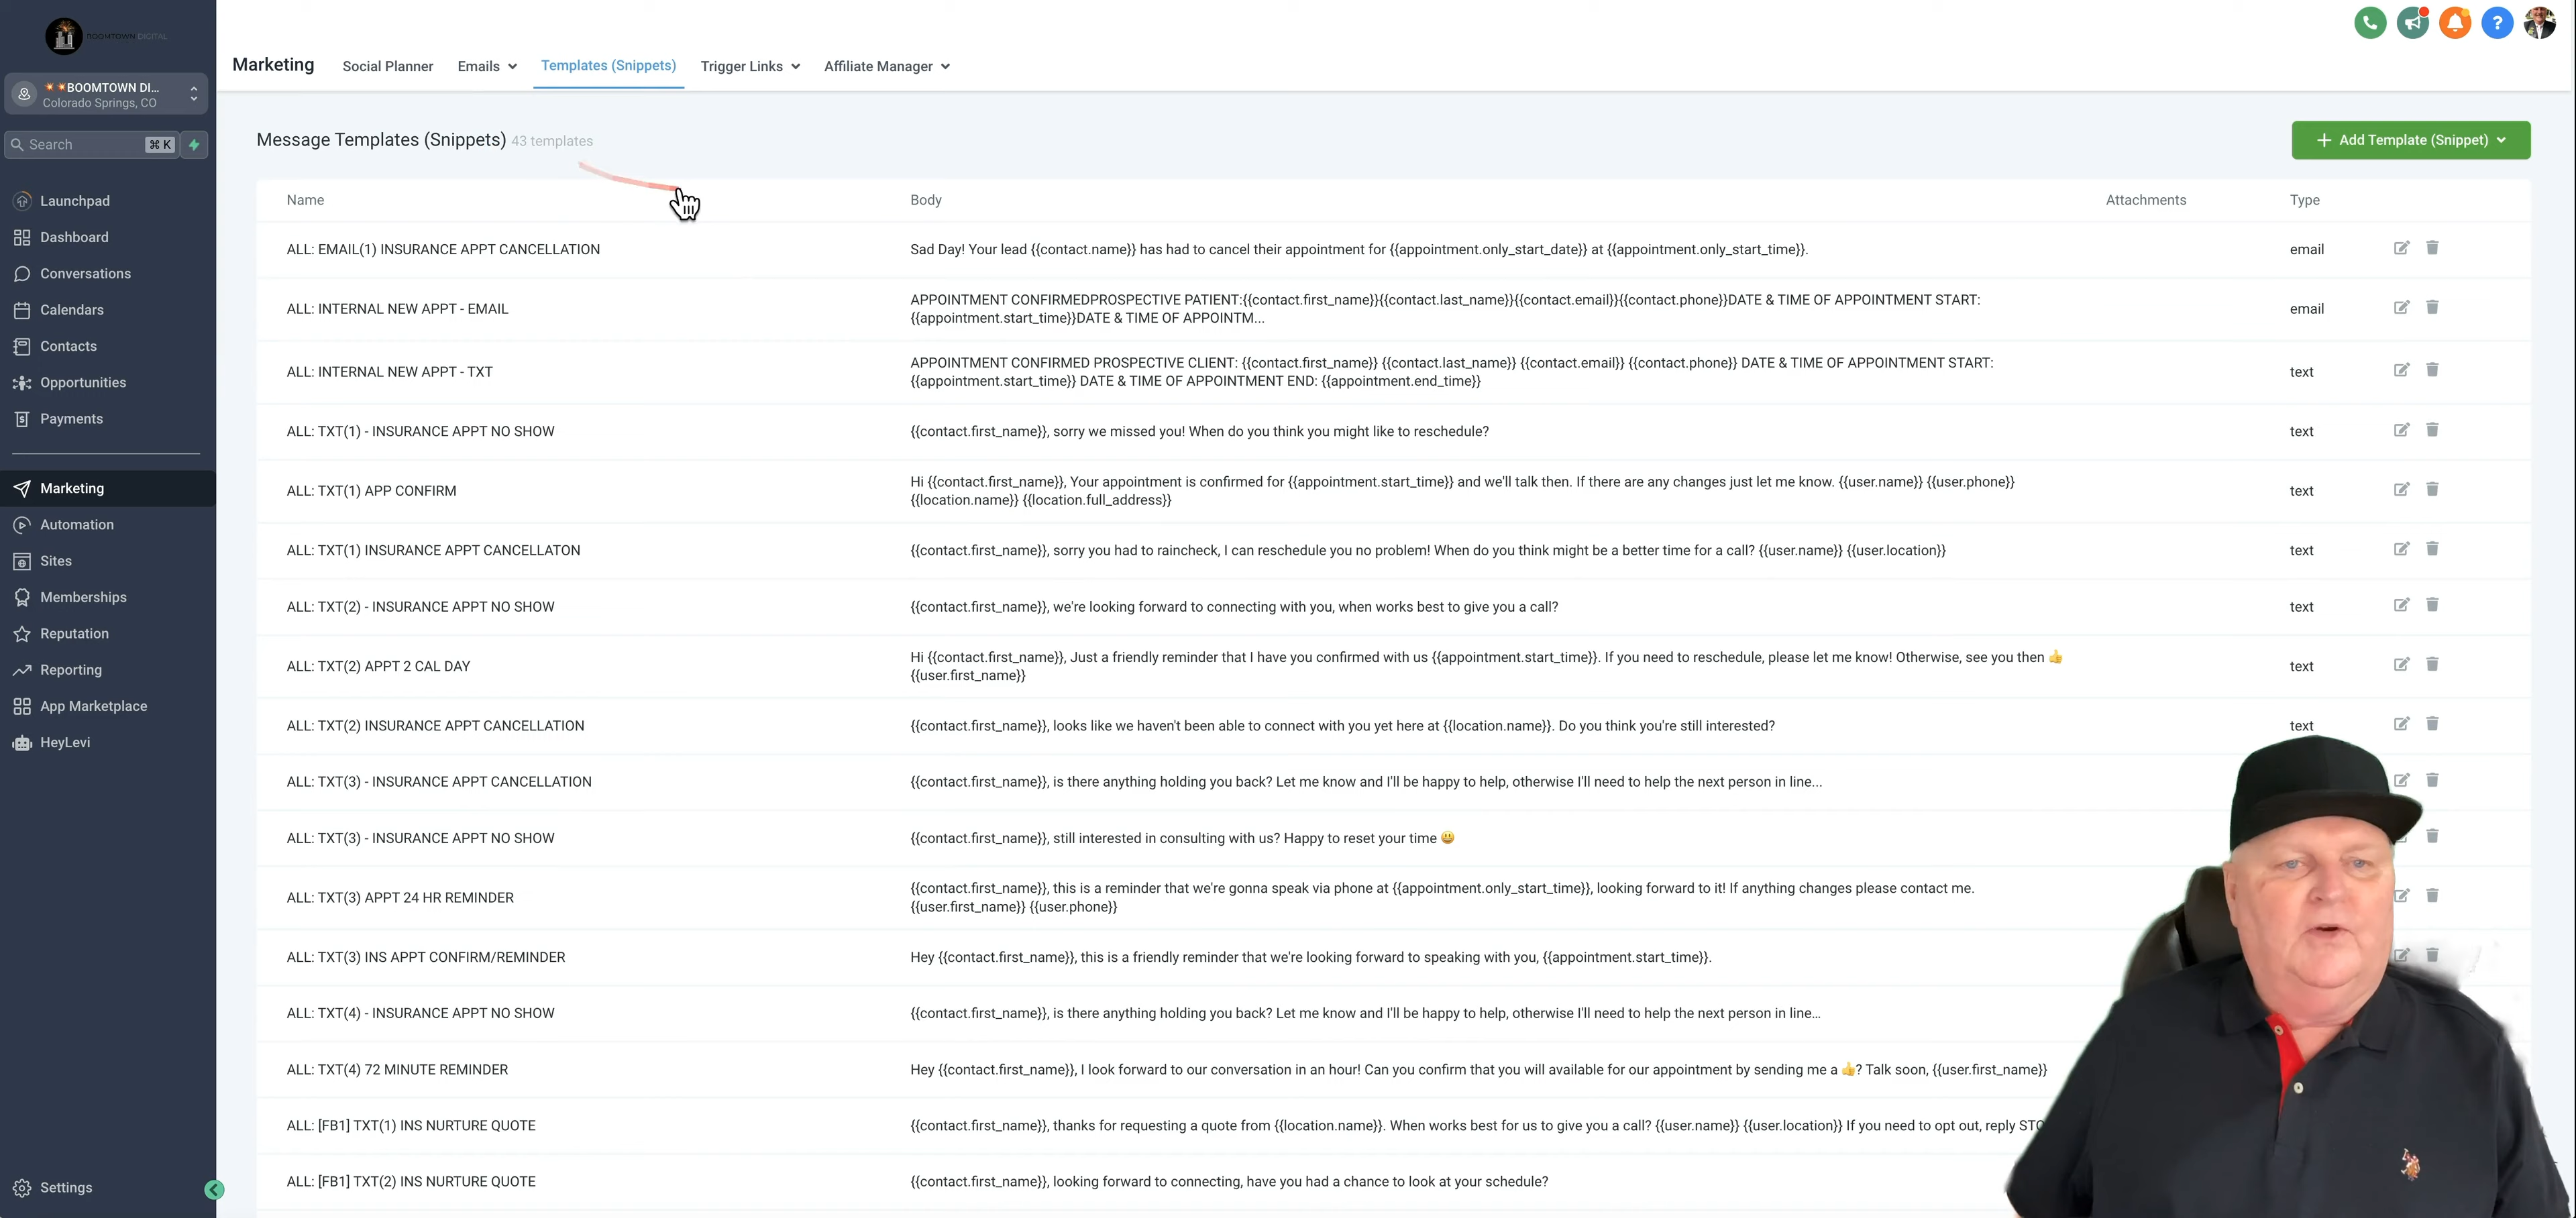 BOOMTOWN DIGITAL
BOOMTOWN DI...
Colorado Springs, CO
Search
⌘ K
Launchpad
Dashboard
Conversations
Calendars
Contacts
Opportunities
Payments
Marketing
Automation
Sites
Memberships
Reputation
Reporting
App Marketplace
HeyLevi
Settings
Marketing
Social Planner
Emails
Templates (Snippets)
Trigger Links
Affiliate Manager
Message Templates (Snippets) 43 templates
+ Add Template (Snippet)
Name Body Attachments Type
ALL: EMAIL(1) INSURANCE APPT CANCELLATION
Sad Day! Your lead {{contact.name}} has had to cancel their appointment for {{appointment.only_start_date}} at {{appointment.only_start_time}}.
email
ALL: INTERNAL NEW APPT - EMAIL
APPOINTMENT CONFIRMEDPROSPECTIVE PATIENT:{{contact.first_name}}{{contact.last_name}}{{contact.email}}{{contact.phone}}DATE & TIME OF APPOINTMENT START:
{{appointment.start_time}}DATE & TIME OF APPOINTM...
email
ALL: INTERNAL NEW APPT - TXT
APPOINTMENT CONFIRMED PROSPECTIVE CLIENT: {{contact.first_name}} {{contact.last_name}} {{contact.email}} {{contact.phone}} DATE & TIME OF APPOINTMENT START:
{{appointment.start_time}} DATE & TIME OF APPOINTMENT END: {{appointment.end_time}}
text
ALL: TXT(1) - INSURANCE APPT NO SHOW
{{contact.first_name}}, sorry we missed you! When do you think you might like to reschedule?
text
ALL: TXT(1) APP CONFIRM
Hi {{contact.first_name}}, Your appointment is confirmed for {{appointment.start_time}} and we'll talk then. If there are any changes just let me know. {{user.name}} {{user.phone}}
{{location.name}} {{location.full_address}}
text
ALL: TXT(1) INSURANCE APPT CANCELLATON
{{contact.first_name}}, sorry you had to raincheck, I can reschedule you no problem! When do you think might be a better time for a call? {{user.name}} {{user.location}}
text
ALL: TXT(2) - INSURANCE APPT NO SHOW
{{contact.first_name}}, we're looking forward to connecting with you, when works best to give you a call?
text
ALL: TXT(2) APPT 2 CAL DAY
Hi {{contact.first_name}}, Just a friendly reminder that I have you confirmed with us {{appointment.start_time}}. If you need to reschedule, please let me know! Otherwise, see you then 👍
{{user.first_name}}
text
ALL: TXT(2) INSURANCE APPT CANCELLATION
{{contact.first_name}}, looks like we haven't been able to connect with you yet here at {{location.name}}. Do you think you're still interested?
text
ALL: TXT(3) - INSURANCE APPT CANCELLATION
{{contact.first_name}}, is there anything holding you back? Let me know and I'll be happy to help, otherwise I'll need to help the next person in line...
ALL: TXT(3) - INSURANCE APPT NO SHOW
{{contact.first_name}}, still interested in consulting with us? Happy to reset your time 😃
ALL: TXT(3) APPT 24 HR REMINDER
{{contact.first_name}}, this is a reminder that we're gonna speak via phone at {{appointment.only_start_time}}, looking forward to it! If anything changes please contact me.
{{user.first_name}} {{user.phone}}
ALL: TXT(3) INS APPT CONFIRM/REMINDER
Hey {{contact.first_name}}, this is a friendly reminder that we're looking forward to speaking with you, {{appointment.start_time}}.
ALL: TXT(4) - INSURANCE APPT NO SHOW
{{contact.first_name}}, is there anything holding you back? Let me know and I'll be happy to help, otherwise I'll need to help the next person in line...
ALL: TXT(4) 72 MINUTE REMINDER
Hey {{contact.first_name}}, I look forward to our conversation in an hour! Can you confirm that you will available for our appointment by sending me a 👍? Talk soon, {{user.first_name}}
ALL: [FB1] TXT(1) INS NURTURE QUOTE
{{contact.first_name}}, thanks for requesting a quote from {{location.name}}. When works best for us to give you a call? {{user.name}} {{user.location}} If you need to opt out, reply STO
ALL: [FB1] TXT(2) INS NURTURE QUOTE
{{contact.first_name}}, looking forward to connecting, have you had a chance to look at your schedule?